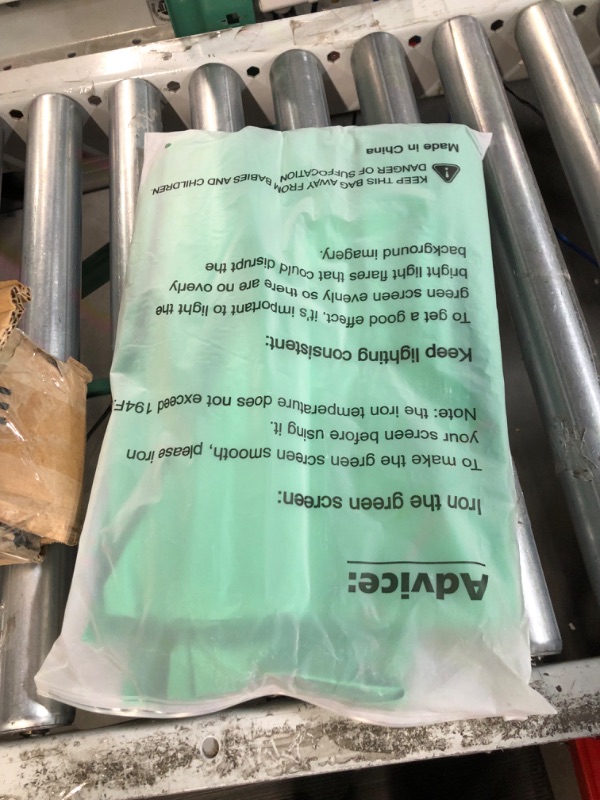 Advice:
Iron the green screen:
To make the green screen smooth, please iron
your screen before using it.
Note: the iron temperature does not exceed 194F.
Keep lighting consistent:
To get a good effect, it's important to light the
green screen evenly so there are no overly
bright light flares that could disrupt the
background imagery.
KEEP THIS BAG AWAY FROM BABIES AND CHILDREN.
DANGER OF SUFFOCATION
Made in China